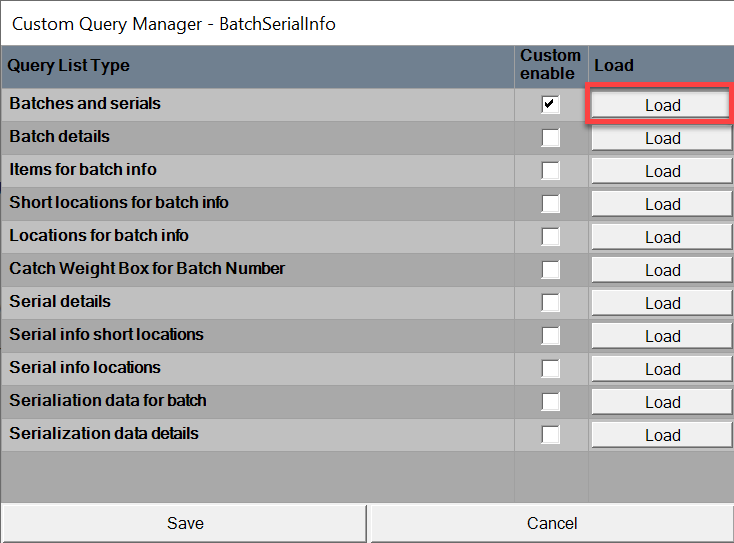 Custom Query Manager - BatchSerialInfo
Query List Type Custom enable Load
Batches and serials Load
Batch details Load
Items for batch info Load
Short locations for batch info Load
Locations for batch info Load
Catch Weight Box for Batch Number Load
Serial details Load
Serial info short locations Load
Serial info locations Load
Serialiation data for batch Load
Serialization data details Load
Save Cancel